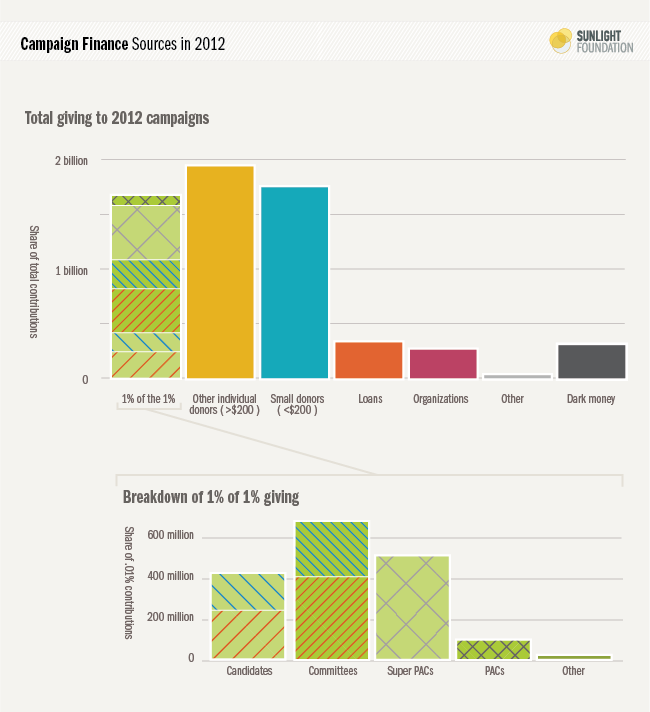 Campaign Finance Sources in 2012
SUNLIGHT
FOUNDATION
Total giving to 2012 campaigns
Share of total contributions
2 billion
1 billion
0
1% of the 1%
Other individual
donors ( >$200 )
Small donors
( <$200 )
Loans
Organizations
Other
Dark money
Breakdown of 1% of 1% giving
Share of .01% contributions
600 million
400 million
200 million
0
Candidates
Committees
Super PACs
PACs
Other